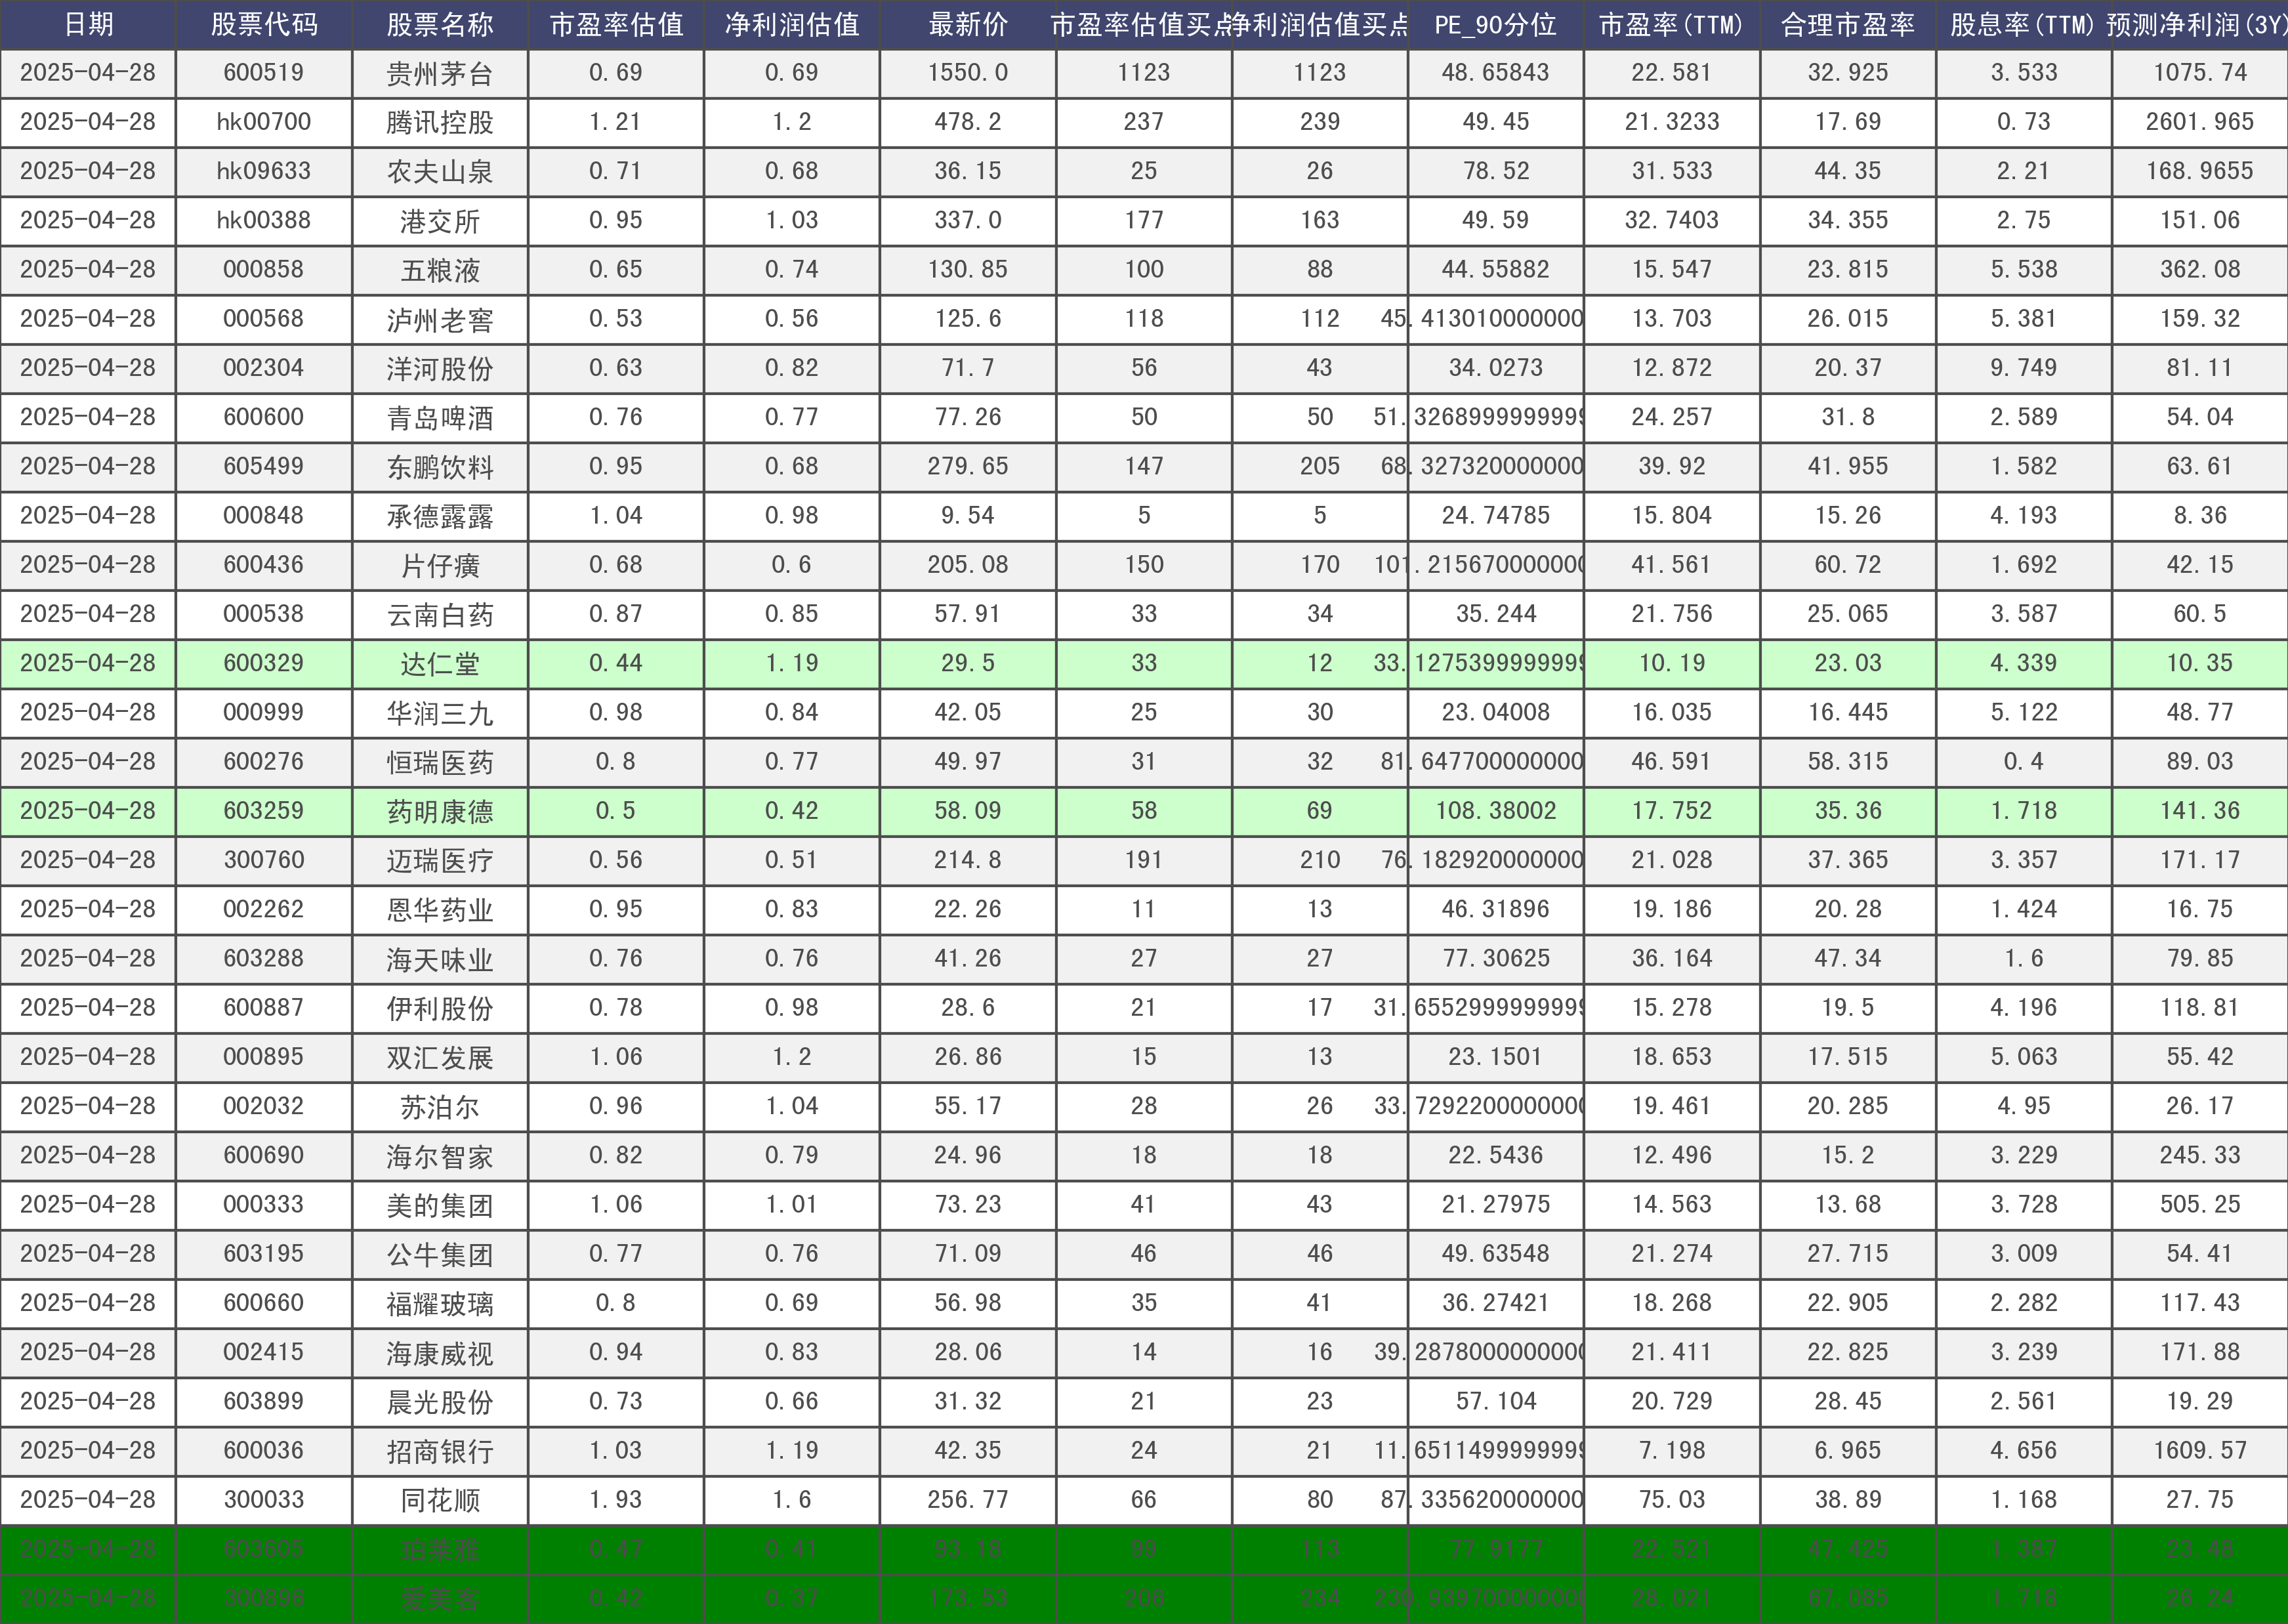 日期 股票代码 股票名称 市盈率估值 净利润估值 最新价 市盈率估值买点 净利润估值买点 PE_90分位 市盈率(TTM) 合理市盈率 股息率(TTM) 预测净利润(3Y)
2025-04-28 600519 贵州茅台 0.69 0.69 1550.0 1123 1123 48.65843 22.581 32.925 3.533 1075.74
2025-04-28 hk00700 腾讯控股 1.21 1.2 478.2 237 239 49.45 21.3233 17.69 0.73 2601.965
2025-04-28 hk09633 农夫山泉 0.71 0.68 36.15 25 26 78.52 31.533 44.35 2.21 168.9655
2025-04-28 hk00388 港交所 0.95 1.03 337.0 177 163 49.59 32.7403 34.355 2.75 151.06
2025-04-28 000858 五粮液 0.65 0.74 130.85 100 88 44.55882 15.547 23.815 5.538 362.08
2025-04-28 000568 泸州老窖 0.53 0.56 125.6 118 112 45.413010000000 13.703 26.015 5.381 159.32
2025-04-28 002304 洋河股份 0.63 0.82 71.7 56 43 34.0273 12.872 20.37 9.749 81.11
2025-04-28 600600 青岛啤酒 0.76 0.77 77.26 50 50 51.3268999999999 24.257 31.8 2.589 54.04
2025-04-28 605499 东鹏饮料 0.95 0.68 279.65 147 205 68.327320000000 39.92 41.955 1.582 63.61
2025-04-28 000848 承德露露 1.04 0.98 9.54 5 5 24.74785 15.804 15.26 4.193 8.36
2025-04-28 600436 片仔癀 0.68 0.6 205.08 150 170 101.2156700000000 41.561 60.72 1.692 42.15
2025-04-28 000538 云南白药 0.87 0.85 57.91 33 34 35.244 21.756 25.065 3.587 60.5
2025-04-28 600329 达仁堂 0.44 1.19 29.5 33 12 33.1275399999999 10.19 23.03 4.339 10.35
2025-04-28 000999 华润三九 0.98 0.84 42.05 25 30 23.04008 16.035 16.445 5.122 48.77
2025-04-28 600276 恒瑞医药 0.8 0.77 49.97 31 32 81.647700000000 46.591 58.315 0.4 89.03
2025-04-28 603259 药明康德 0.5 0.42 58.09 58 69 108.38002 17.752 35.36 1.718 141.36
2025-04-28 300760 迈瑞医疗 0.56 0.51 214.8 191 210 76.182920000000 21.028 37.365 3.357 171.17
2025-04-28 002262 恩华药业 0.95 0.83 22.26 11 13 46.31896 19.186 20.28 1.424 16.75
2025-04-28 603288 海天味业 0.76 0.76 41.26 27 27 77.30625 36.164 47.34 1.6 79.85
2025-04-28 600887 伊利股份 0.78 0.98 28.6 21 17 31.6552999999999 15.278 19.5 4.196 118.81
2025-04-28 000895 双汇发展 1.06 1.2 26.86 15 13 23.1501 18.653 17.515 5.063 55.42
2025-04-28 002032 苏泊尔 0.96 1.04 55.17 28 26 33.7292200000000 19.461 20.285 4.95 26.17
2025-04-28 600690 海尔智家 0.82 0.79 24.96 18 18 22.5436 12.496 15.2 3.229 245.33
2025-04-28 000333 美的集团 1.06 1.01 73.23 41 43 21.27975 14.563 13.68 3.728 505.25
2025-04-28 603195 公牛集团 0.77 0.76 71.09 46 46 49.63548 21.274 27.715 3.009 54.41
2025-04-28 600660 福耀玻璃 0.8 0.69 56.98 35 41 36.27421 18.268 22.905 2.282 117.43
2025-04-28 002415 海康威视 0.94 0.83 28.06 14 16 39.2878000000000 21.411 22.825 3.239 171.88
2025-04-28 603899 晨光股份 0.73 0.66 31.32 21 23 57.104 20.729 28.45 2.561 19.29
2025-04-28 600036 招商银行 1.03 1.19 42.35 24 21 11.6511499999999 7.198 6.965 4.656 1609.57
2025-04-28 300033 同花顺 1.93 1.6 256.77 66 80 87.335620000000 75.03 38.89 1.168 27.75
2025-04-28 603605 珀莱雅 0.47 0.41 93.18 99 113 77.9177 22.521 47.425 1.387 23.48
2025-04-28 300896 爱美客 0.42 0.37 173.53 206 234 230.9397000000000 28.021 67.085 1.718 26.24